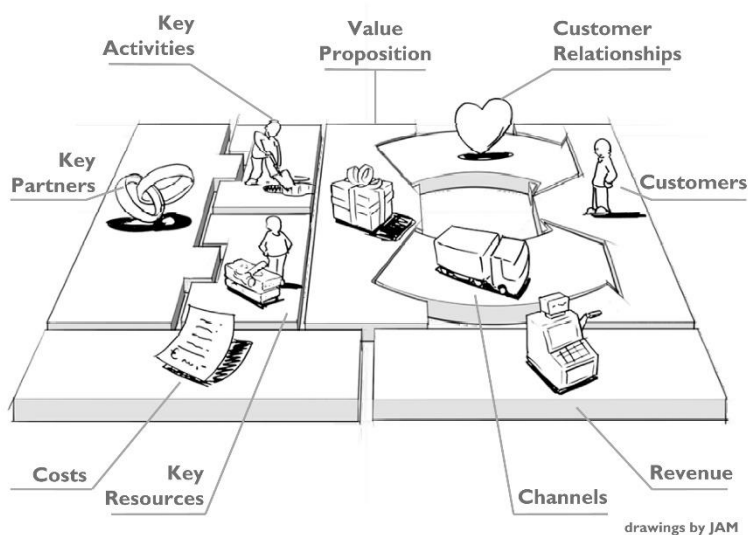 Key
Activities
Value
Proposition
Customer
Relationships
Key
Partners
Customers
Costs
Key
Resources
Channels
Revenue
drawings by JAM